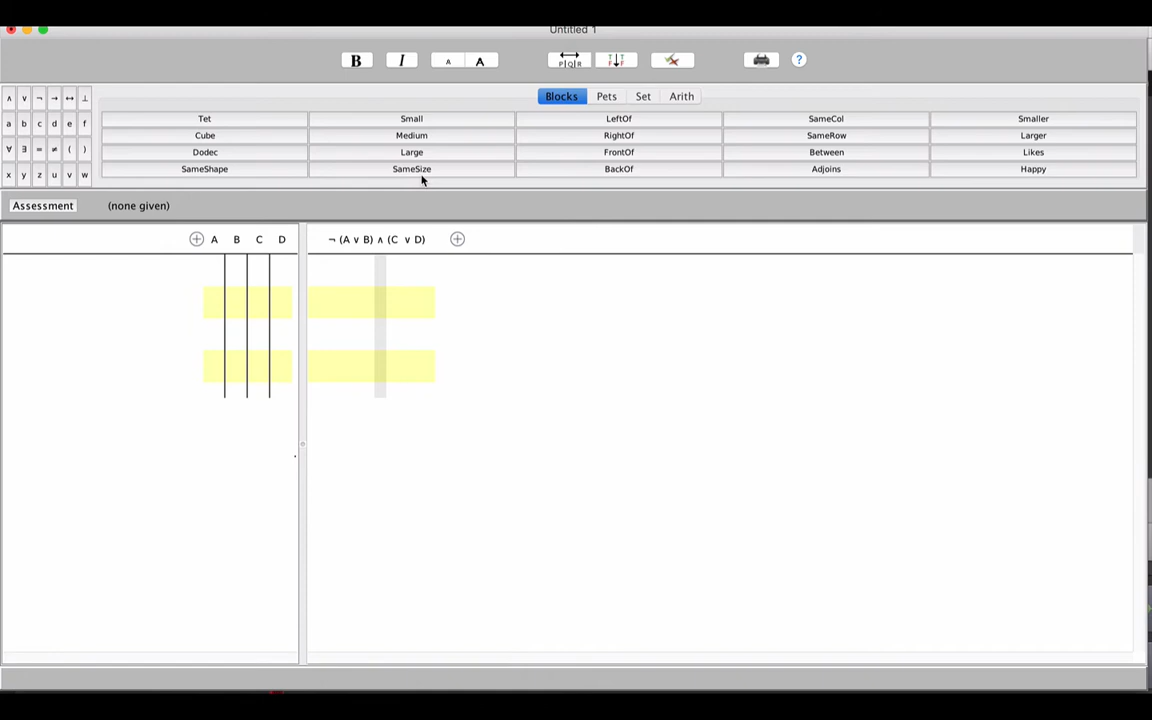 Untitled 1
B I A A P|Q|R T T F F ?
∧ ∨ ¬ → ↔ ⊥
a b c d e f
∀ ∃ = ≠ ( )
x y z u v w
Blocks Pets Set Arith
Tet Small LeftOf SameCol Smaller
Cube Medium RightOf SameRow Larger
Dodec Large FrontOf Between Likes
SameShape SameSize BackOf Adjoins Happy
Assessment (none given)
A B C D ¬ (A ∨ B) ∧ (C ∨ D)